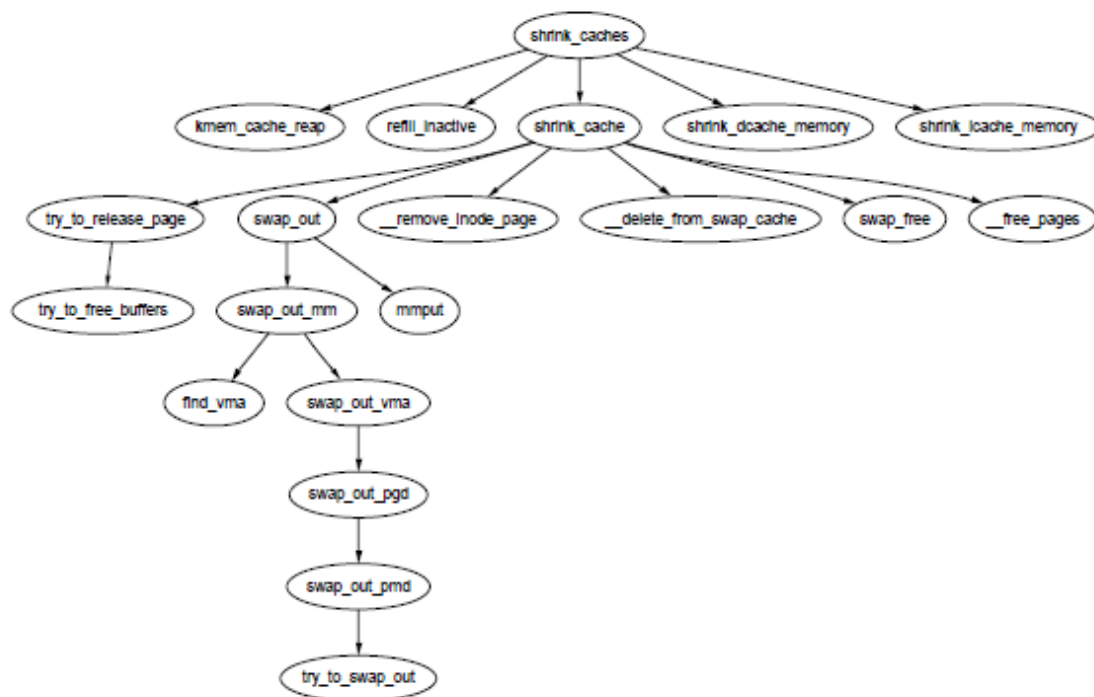 shrink_caches
kmem_cache_reap refill_inactive shrink_cache shrink_dcache_memory shrink_icache_memory
try_to_release_page swap_out __remove_inode_page __delete_from_swap_cache swap_free __free_pages
try_to_free_buffers swap_out_mm mmput
find_vma swap_out_vma
swap_out_pgd
swap_out_pmd
try_to_swap_out